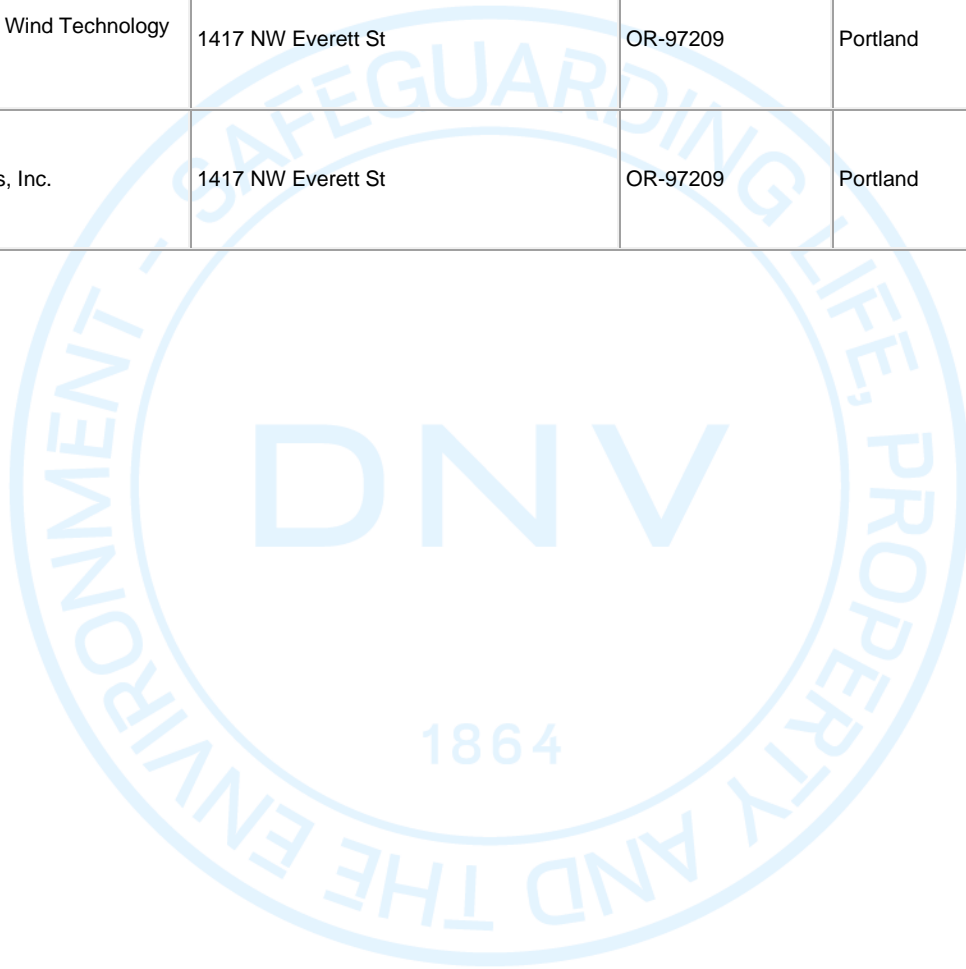 Wind Technology 1417 NW Everett St OR-97209 Portland
s, Inc. 1417 NW Everett St OR-97209 Portland
SAFEGUARDING LIFE, PROPERTY AND THE ENVIRONMENT -
DNV
1864